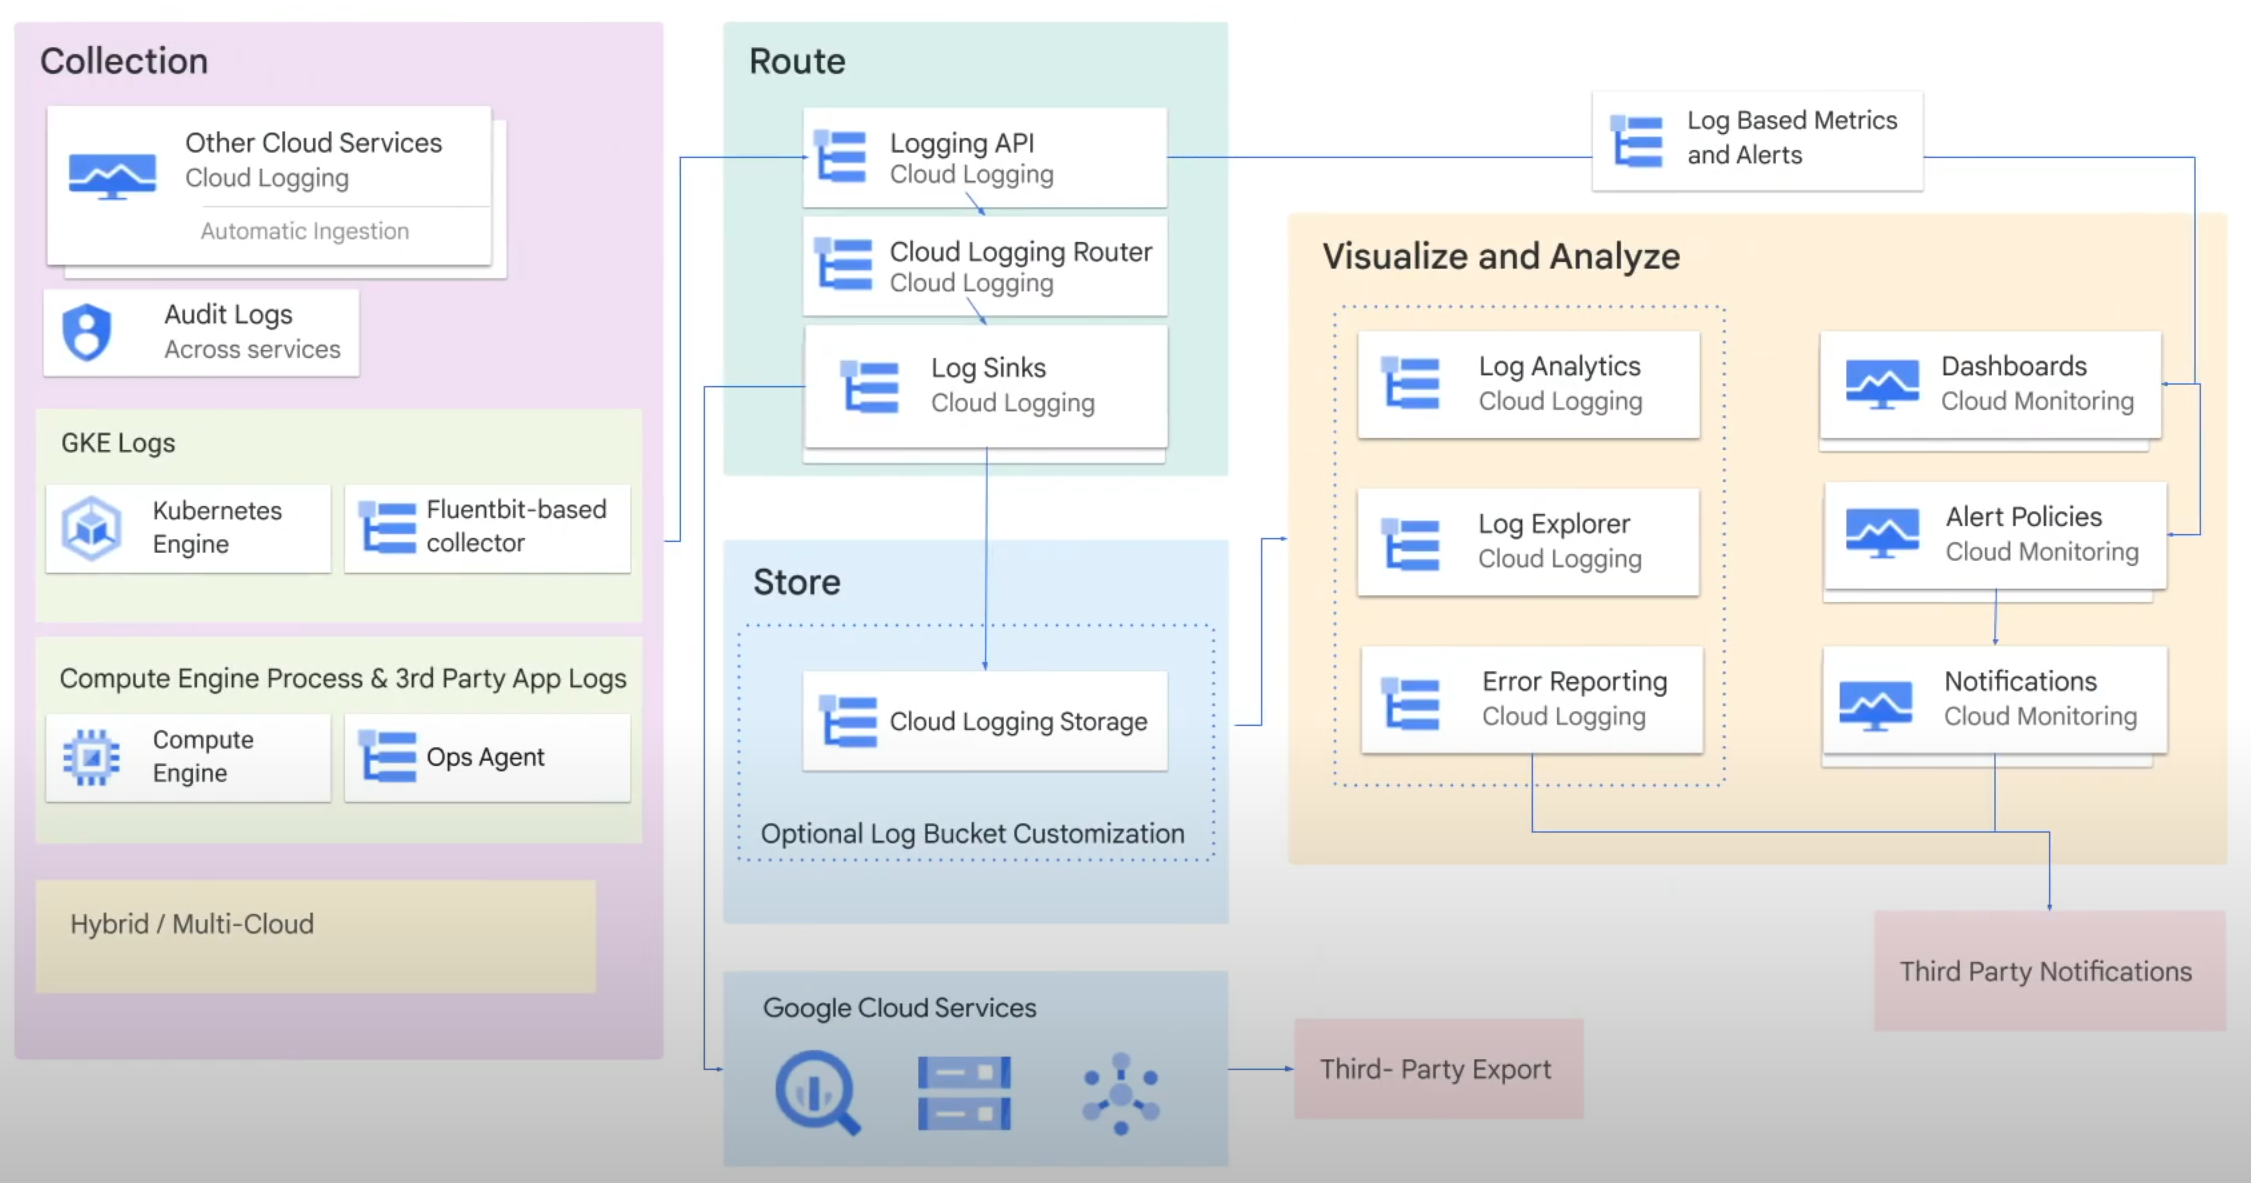 Collection
Other Cloud Services
Cloud Logging
Automatic Ingestion
Audit Logs
Across services
GKE Logs
Kubernetes
Engine
Fluentbit-based
collector
Compute Engine Process & 3rd Party App Logs
Compute
Engine
Ops Agent
Hybrid / Multi-Cloud
Route
Logging API
Cloud Logging
Cloud Logging Router
Cloud Logging
Log Sinks
Cloud Logging
Store
Cloud Logging Storage
Optional Log Bucket Customization
Google Cloud Services
Third- Party Export
Log Based Metrics
and Alerts
Visualize and Analyze
Log Analytics
Cloud Logging
Log Explorer
Cloud Logging
Error Reporting
Cloud Logging
Dashboards
Cloud Monitoring
Alert Policies
Cloud Monitoring
Notifications
Cloud Monitoring
Third Party Notifications